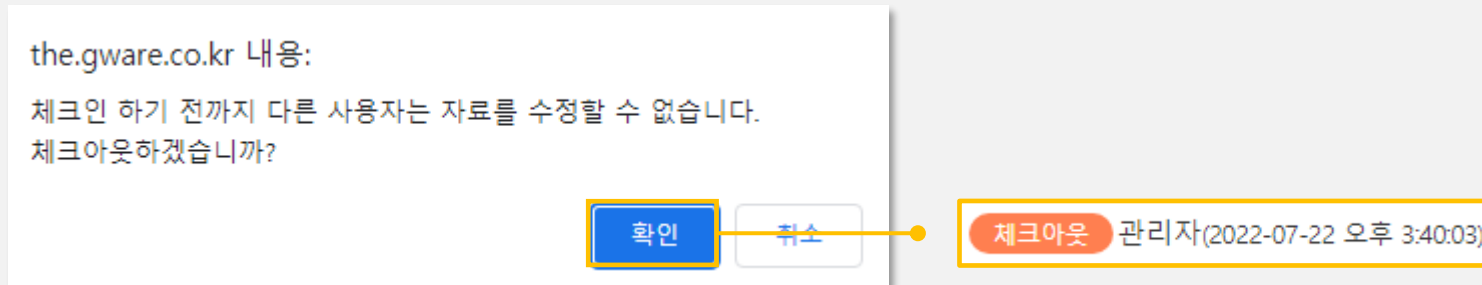 the.gware.co.kr 내용:
체크인 하기 전까지 다른 사용자는 자료를 수정할 수 없습니다.
체크아웃하겠습니까?
확인
취소
체크아웃 관리자(2022-07-22 오후 3:40:03)